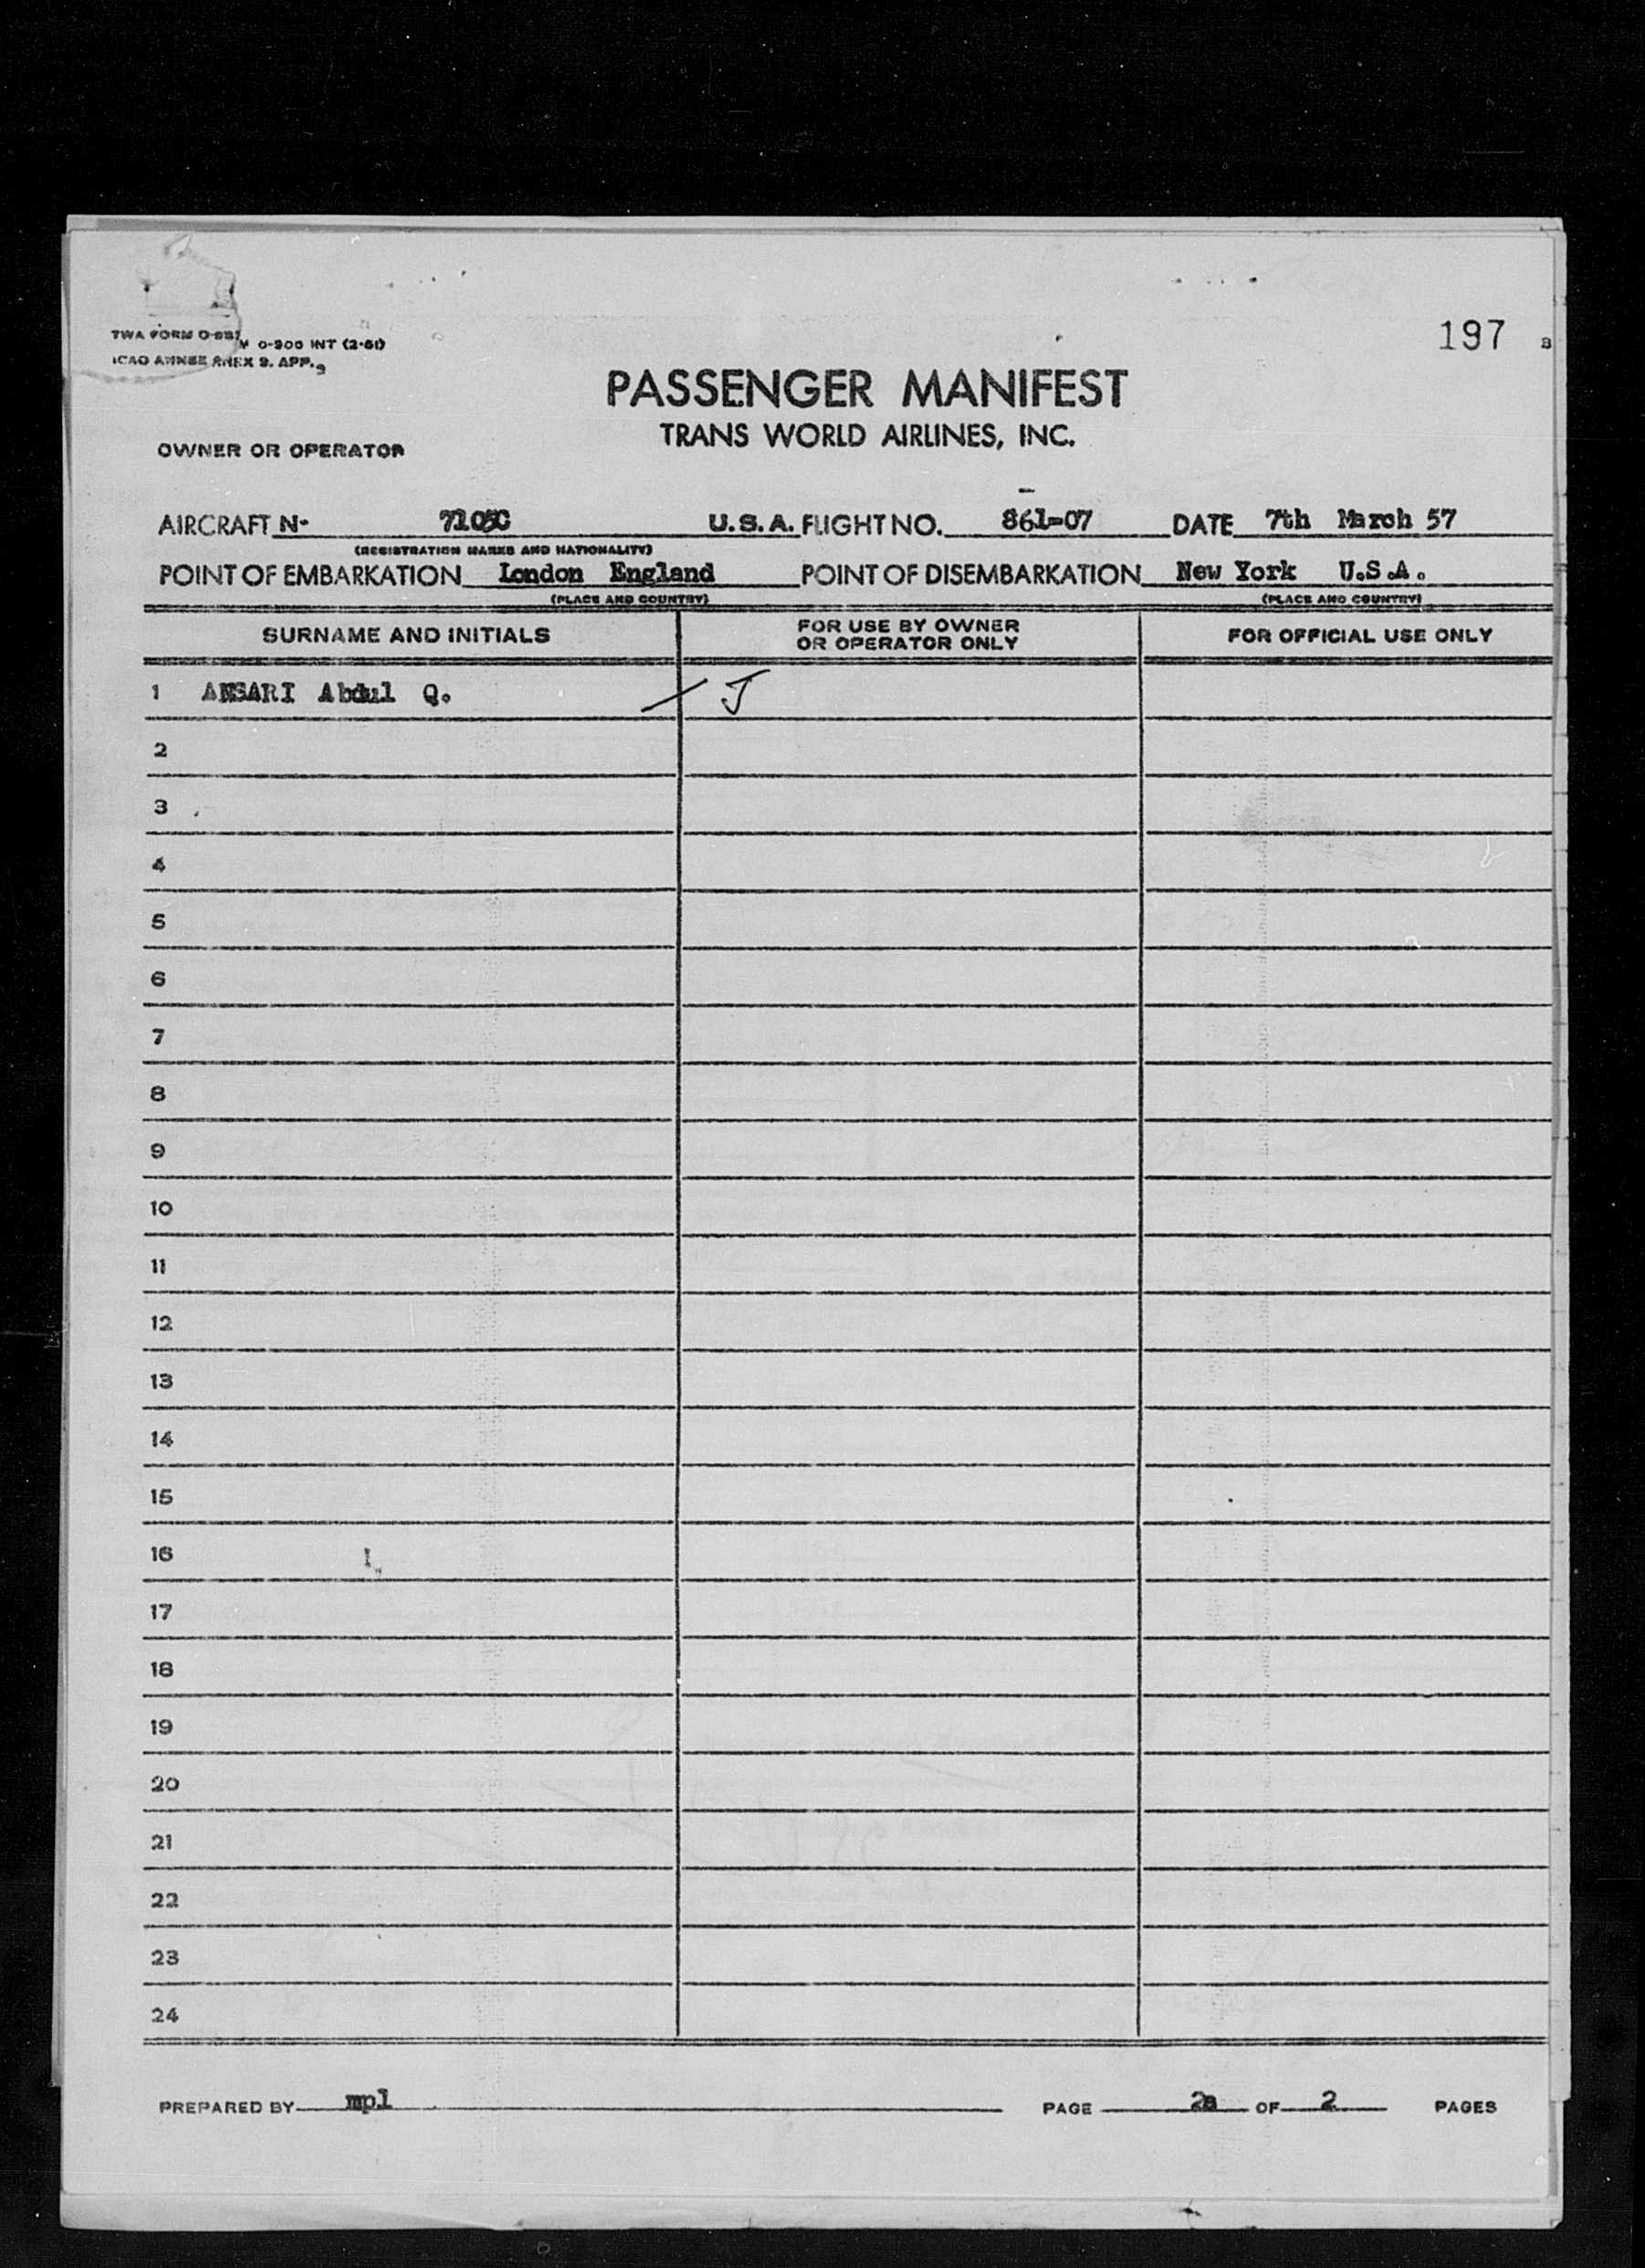 197
TWA FORM O-
M O-900 INT (2-51)
ICAO ANNEX 9. APP.
PASSENGER MANIFEST
TRANS WORLD AIRLINES, INC.
OWNER OR OPERATOR
AIRCRAFT N- 7105C U.S.A. FLIGHT NO. 861-07 DATE 7th March 57
(REGISTRATION MARKS AND NATIONALITY)
POINT OF EMBARKATION London England POINT OF DISEMBARKATION New York U.S.A.
(PLACE AND COUNTRY) (PLACE AND COUNTRY)
SURNAME AND INITIALS FOR USE BY OWNER OR OPERATOR ONLY FOR OFFICIAL USE ONLY
1 ANSARI Abdul Q. J
2
3
4
5
6
7
8
9
10
11
12
13
14
15
16
17
18
19
20
21
22
23
24
PREPARED BY mpl PAGE 2a OF 2 PAGES